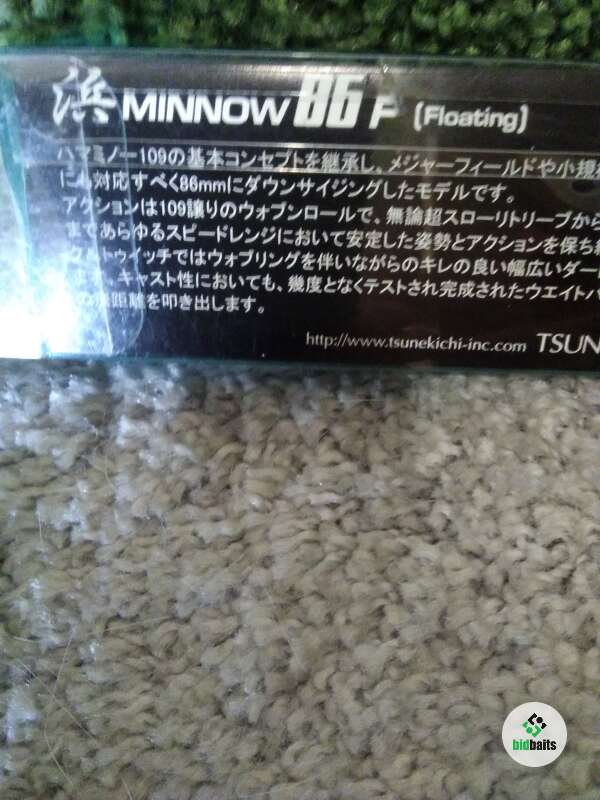 浜 MINNOW 86 F [Floating]
ハマミノー109の基本コンセプトを継承し、メジャーフィールドや小規
にも対応すべく86mmにダウンサイジングしたモデルです。
アクションは109譲りのウォブンロールで、無論超スローリトリーブから
まであらゆるスピードレンジにおいて安定した姿勢とアクションを保ち
トゥイッチではウォブリングを伴いながらのキレの良い幅広いダー
ます。キャスト性においても、幾度となくテストされ完成されたウエイトバ
距離を叩き出します。
http://www.tsunekichi-inc.com TSUNE
bidbaits